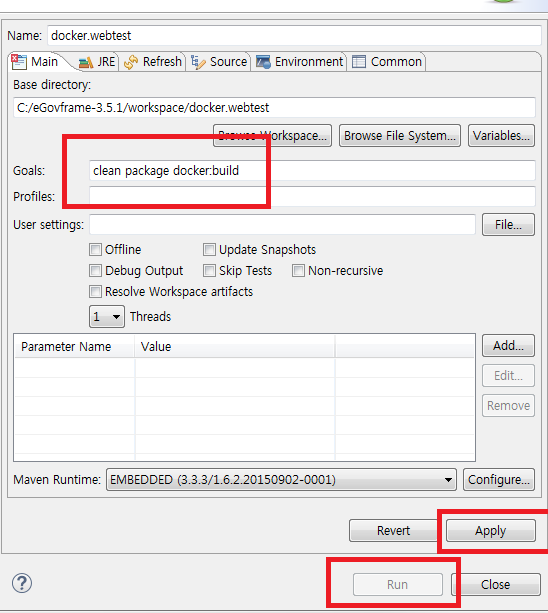 Name: docker.webtest
Main JRE Refresh Source Environment Common
Base directory:
C:/eGovframe-3.5.1/workspace/docker.webtest
Browse Workspace... Browse File System... Variables...
Goals: clean package docker:build
Profiles:
User settings: File...
Offline Update Snapshots
Debug Output Skip Tests Non-recursive
Resolve Workspace artifacts
1 Threads
Parameter Name Value Add...
Edit...
Remove
Maven Runtime: EMBEDDED (3.3.3/1.6.2.20150902-0001) Configure...
Revert Apply
? Run Close